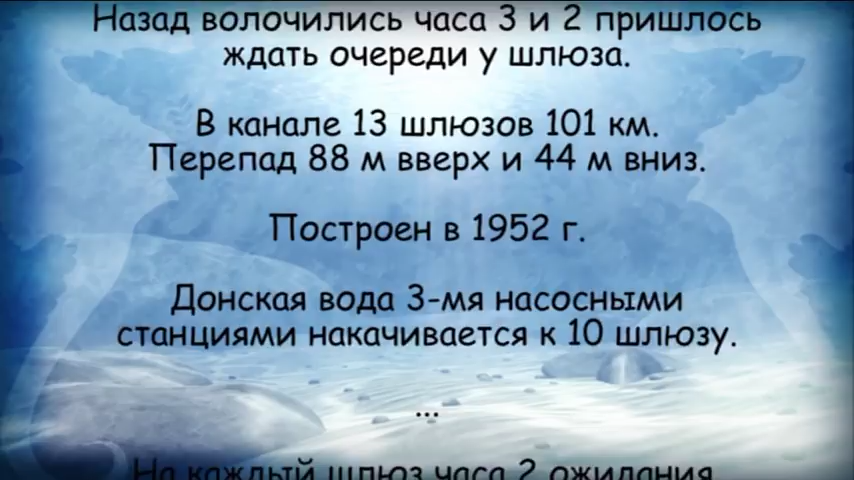 Назад волочились часа 3 и 2 пришлось
ждать очереди у шлюза.
В канале 13 шлюзов 101 км.
Перепад 88 м вверх и 44 м вниз.
Построен в 1952 г.
Донская вода 3-мя насосными
станциями накачивается к 10 шлюзу.
...
На каждый шлюз часа 2 ожидания